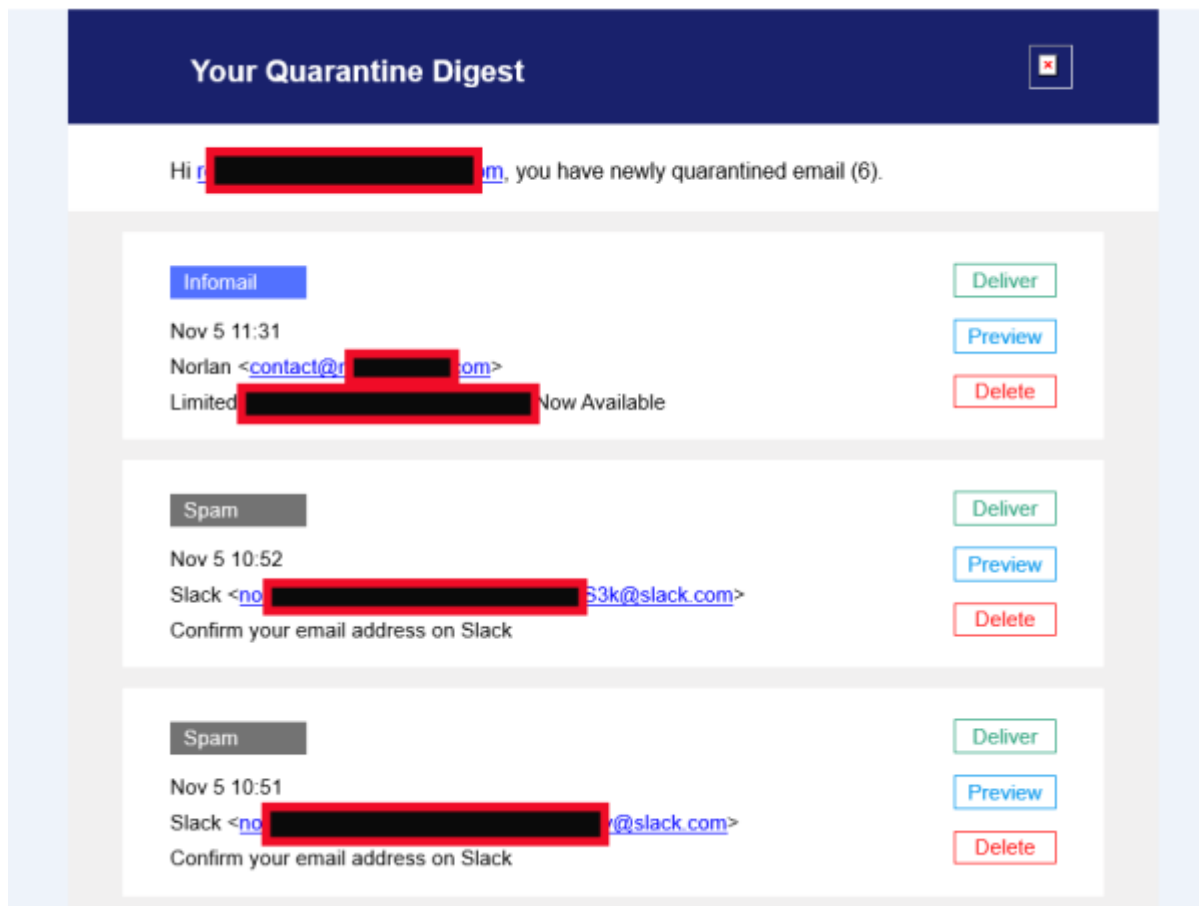 Your Quarantine Digest
Hi r om, you have newly quarantined email (6).
Infomail
Deliver
Nov 5 11:31
Preview
Norlan <contact@r com>
Limited Now Available
Delete
Spam
Deliver
Nov 5 10:52
Preview
Slack <no S3k@slack.com>
Confirm your email address on Slack
Delete
Spam
Deliver
Nov 5 10:51
Preview
Slack <no y@slack.com>
Confirm your email address on Slack
Delete